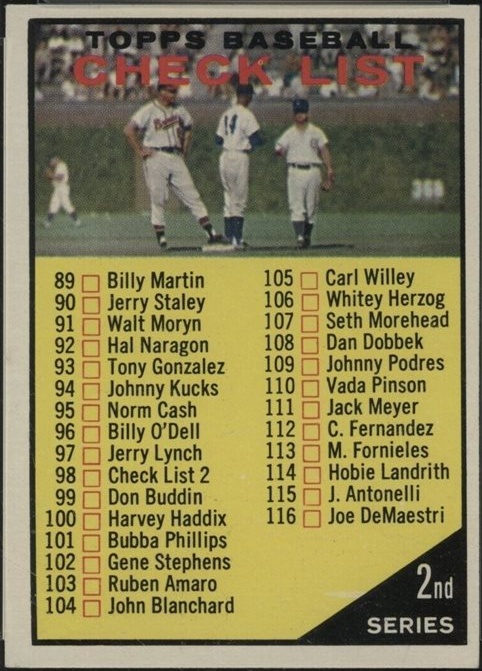 TOPPS BASEBALL
CHECK LIST
Braves
14
368
89 Billy Martin
90 Jerry Staley
91 Walt Moryn
92 Hal Naragon
93 Tony Gonzalez
94 Johnny Kucks
95 Norm Cash
96 Billy O'Dell
97 Jerry Lynch
98 Check List 2
99 Don Buddin
100 Harvey Haddix
101 Bubba Phillips
102 Gene Stephens
103 Ruben Amaro
104 John Blanchard
105 Carl Willey
106 Whitey Herzog
107 Seth Morehead
108 Dan Dobbek
109 Johnny Podres
110 Vada Pinson
111 Jack Meyer
112 C. Fernandez
113 M. Fornieles
114 Hobie Landrith
115 J. Antonelli
116 Joe DeMaestri
2nd
SERIES